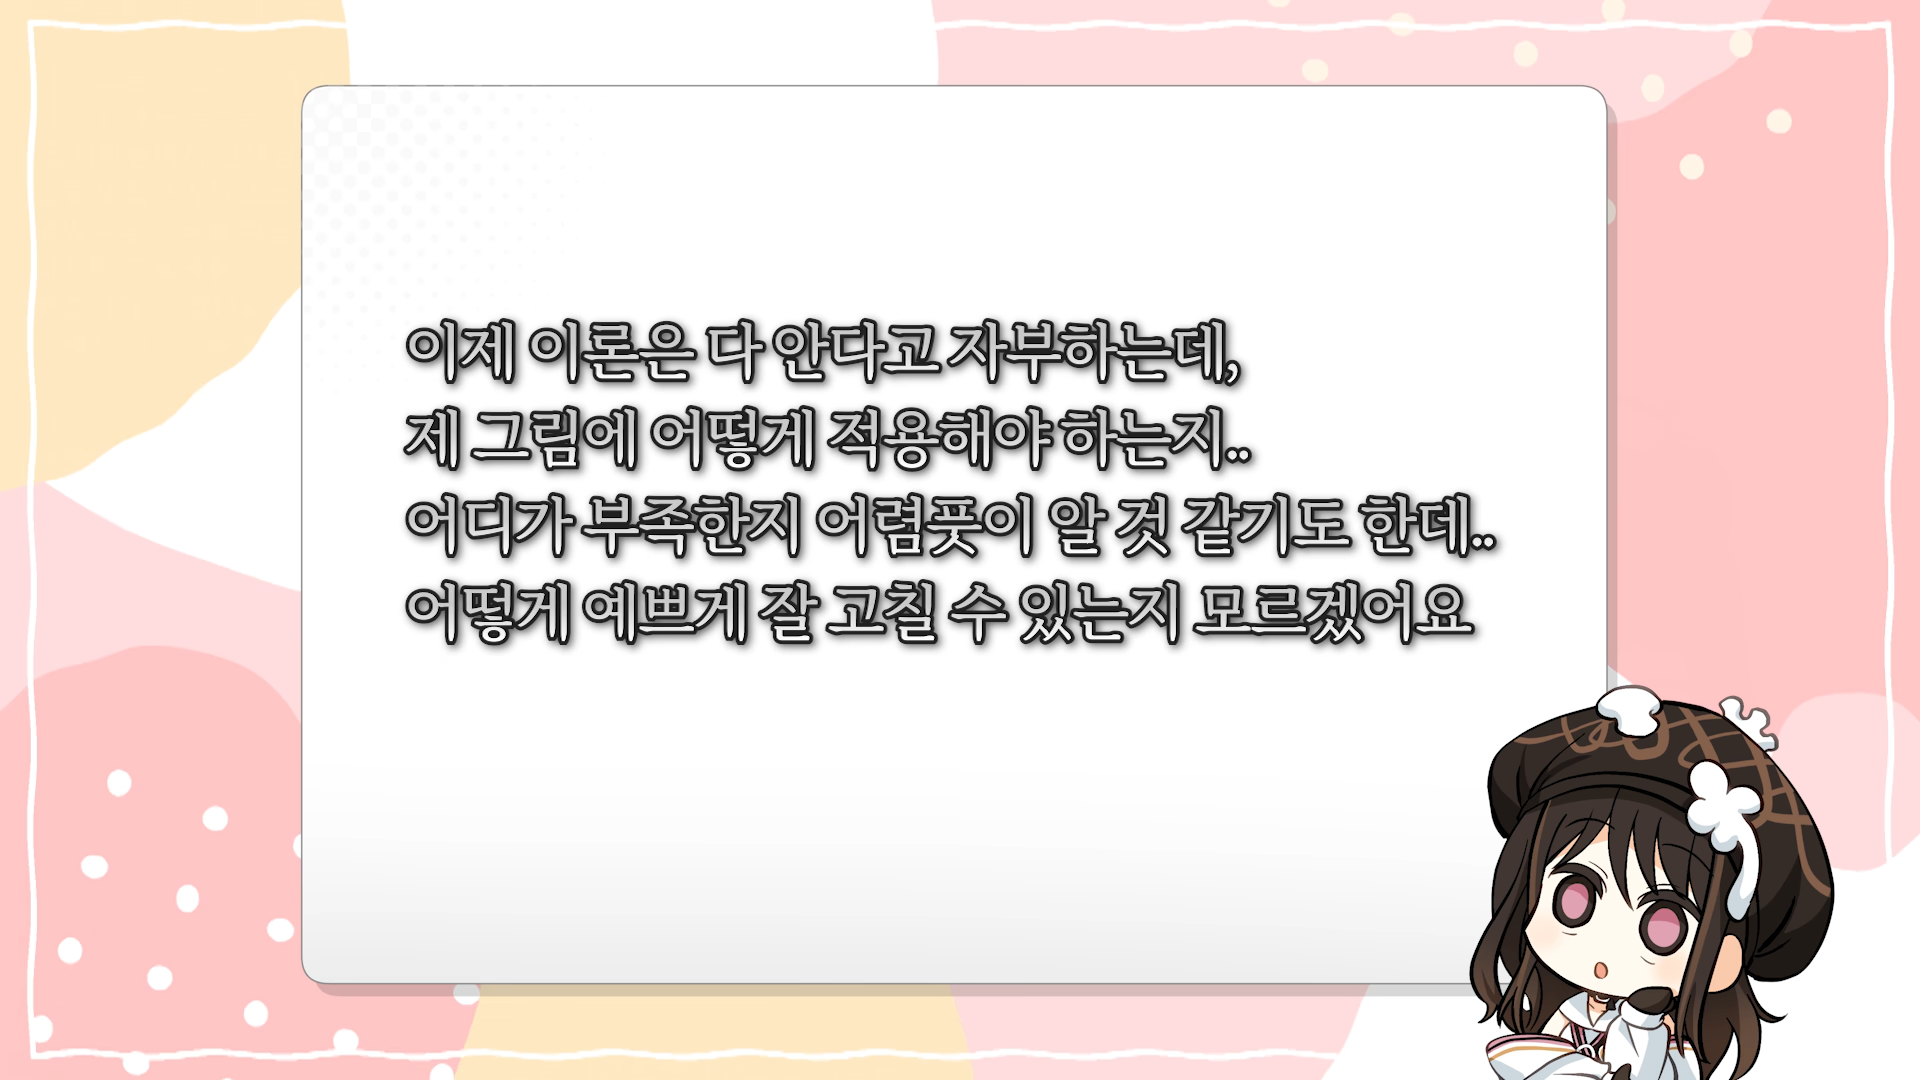 이제 이론은 다 안다고 자부하는데,
제 그림에 어떻게 적용해야 하는지..
어디가 부족한지 어렴풋이 알 것 같기도 한데..
어떻게 예쁘게 잘 고칠 수 있는지 모르겠어요